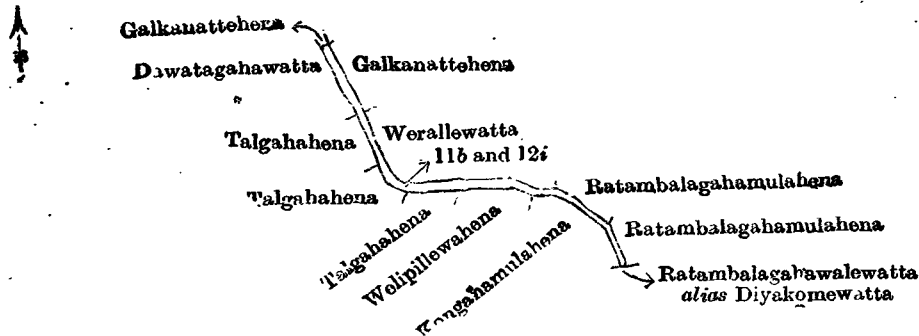 Galkanattehena
Dawatagahawatta
Galkanattehena
Talgahahena
Werallewatta
11b and 12i
Talgahahena
Ratambalagahamulahena
Talgahahena
Welipillewahena
Kongahamulahena
Ratambalagahamulahena
Ratambalagahawalewatta
alias Diyakomewatta